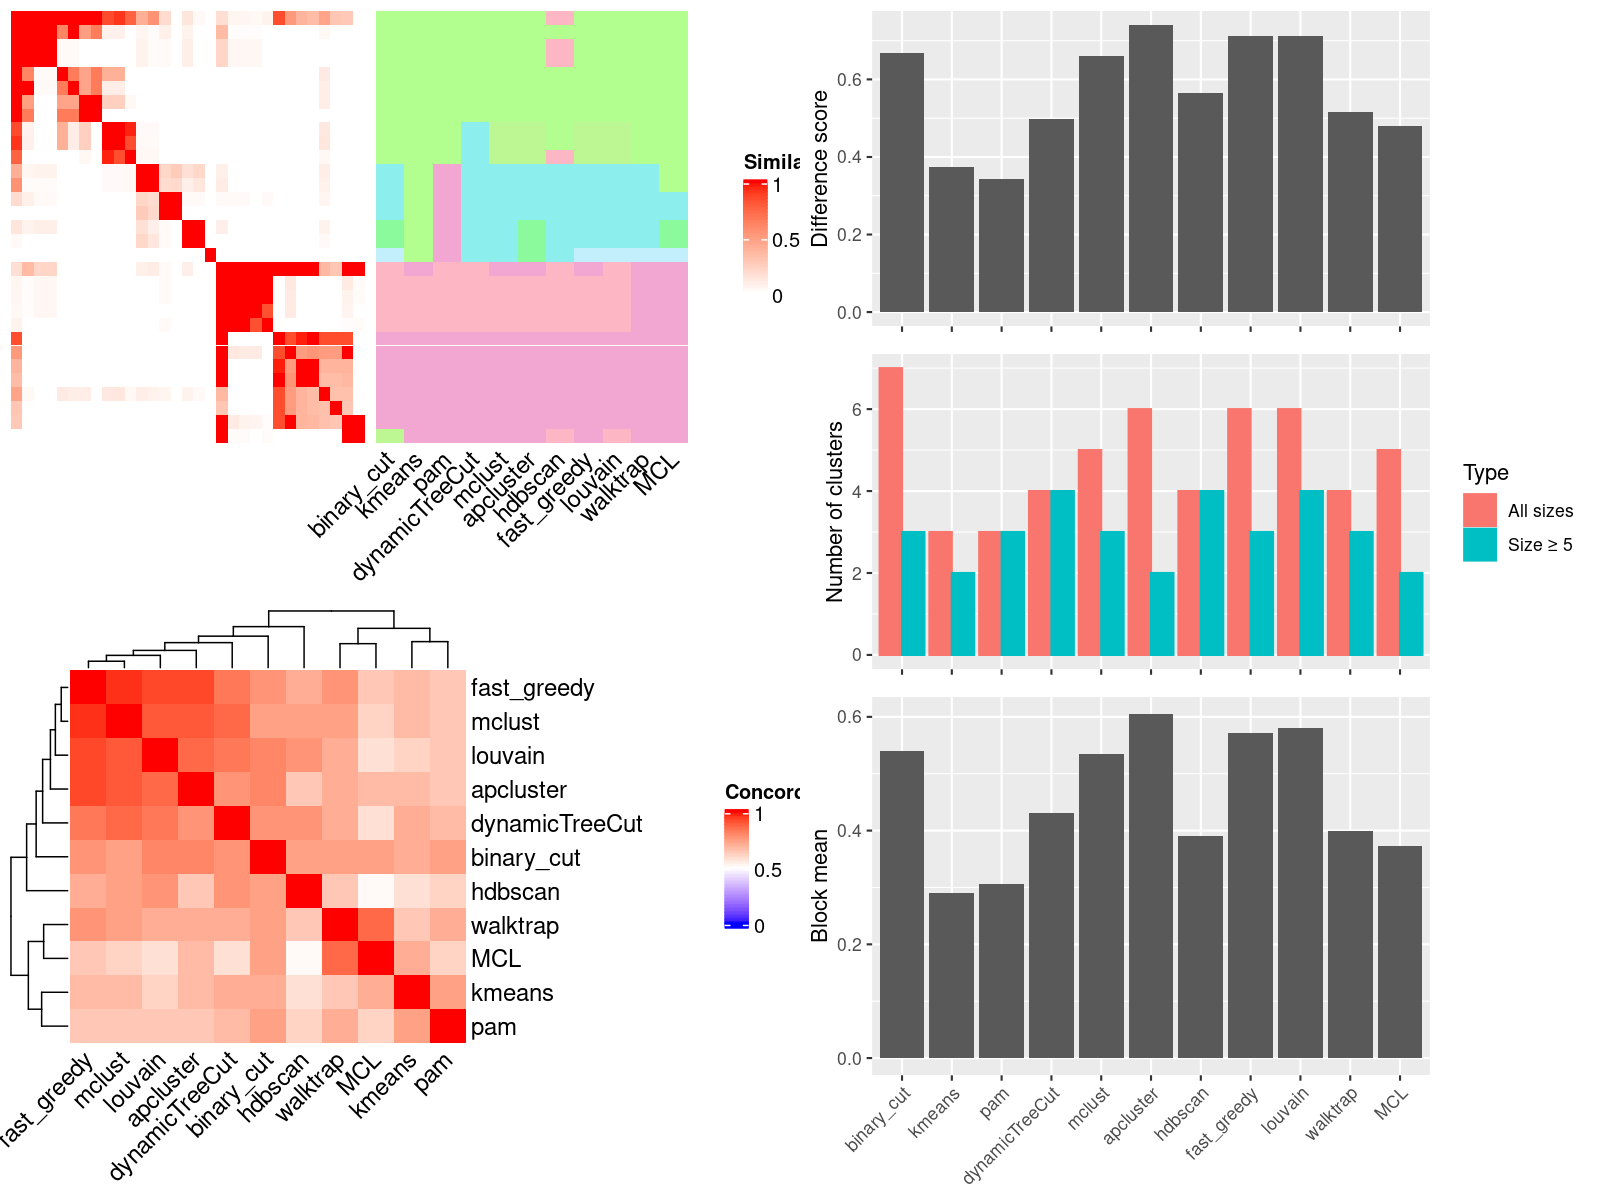 Simila
1
0.5
0
binary_cut
kmeans
pam
dynamicTreeCut
mclust
apcluster
hdbscan
fast_greedy
louvain
walktrap
MCL
fast_greedy
mclust
louvain
apcluster
dynamicTreeCut
binary_cut
hdbscan
walktrap
MCL
kmeans
pam
fast_greedy
mclust
louvain
apcluster
dynamicTreeCut
binary_cut
hdbscan
walktrap
MCL
kmeans
pam
Concorc
1
0.5
0
Difference score
0.6
0.4
0.2
0.0
Number of clusters
6
4
2
0
Type
All sizes
Size ≥ 5
Block mean
0.6
0.4
0.2
0.0
binary_cut
kmeans
pam
dynamicTreeCut
mclust
apcluster
hdbscan
fast_greedy
louvain
walktrap
MCL